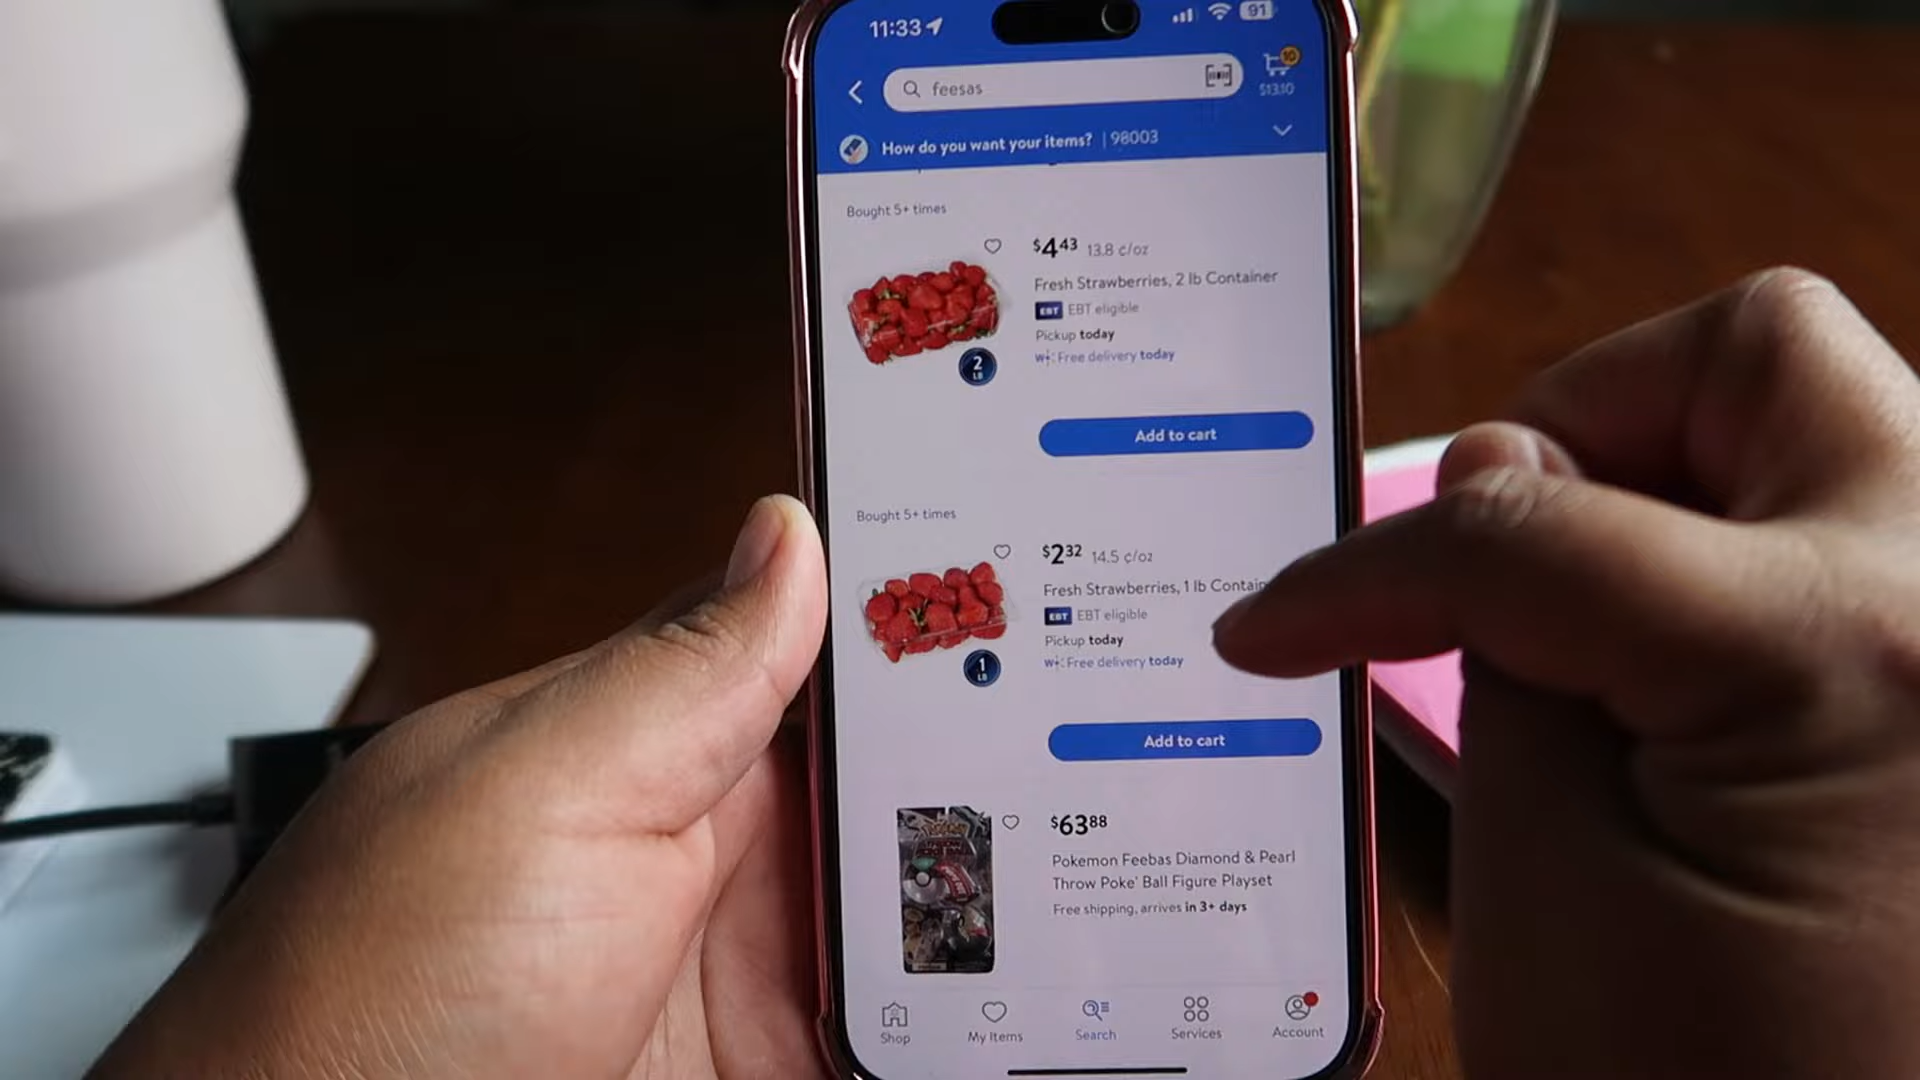 11:33
91
feesas
10
$13.10
How do you want your items? | 98003
Bought 5+ times
$4.43 13.8 ¢/oz
Fresh Strawberries, 2 lb Container
EBT EBT eligible
Pickup today
W+: Free delivery today
2
LB
Add to cart
Bought 5+ times
$2.32 14.5 ¢/oz
Fresh Strawberries, 1 lb Contain
EBT EBT eligible
Pickup today
W+: Free delivery today
1
LB
Add to cart
$63.88
Pokemon Feebas Diamond & Pearl
Throw Poke' Ball Figure Playset
Free shipping, arrives in 3+ days
Shop
My Items
Search
Services
Account